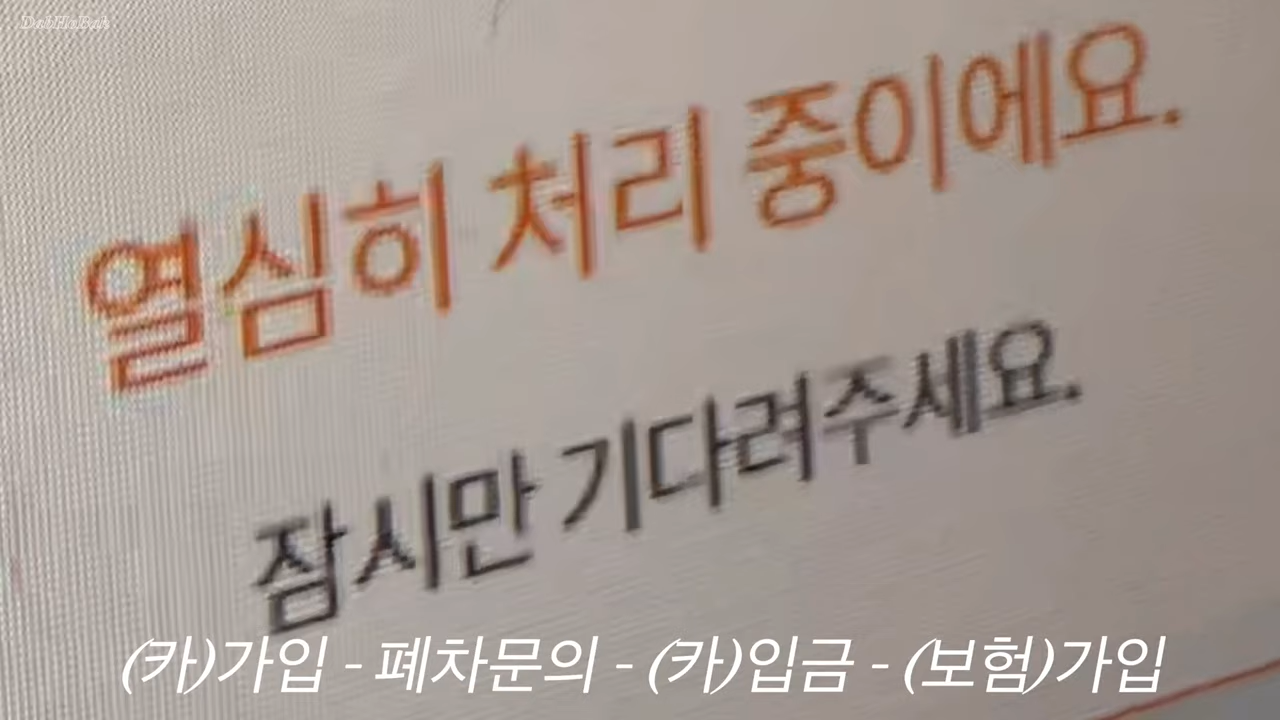 DabHaBak
열심히 처리 중이에요.
잠시만 기다려주세요.
(카)가입 - 폐차문의 - (카)입금 - (보험)가입